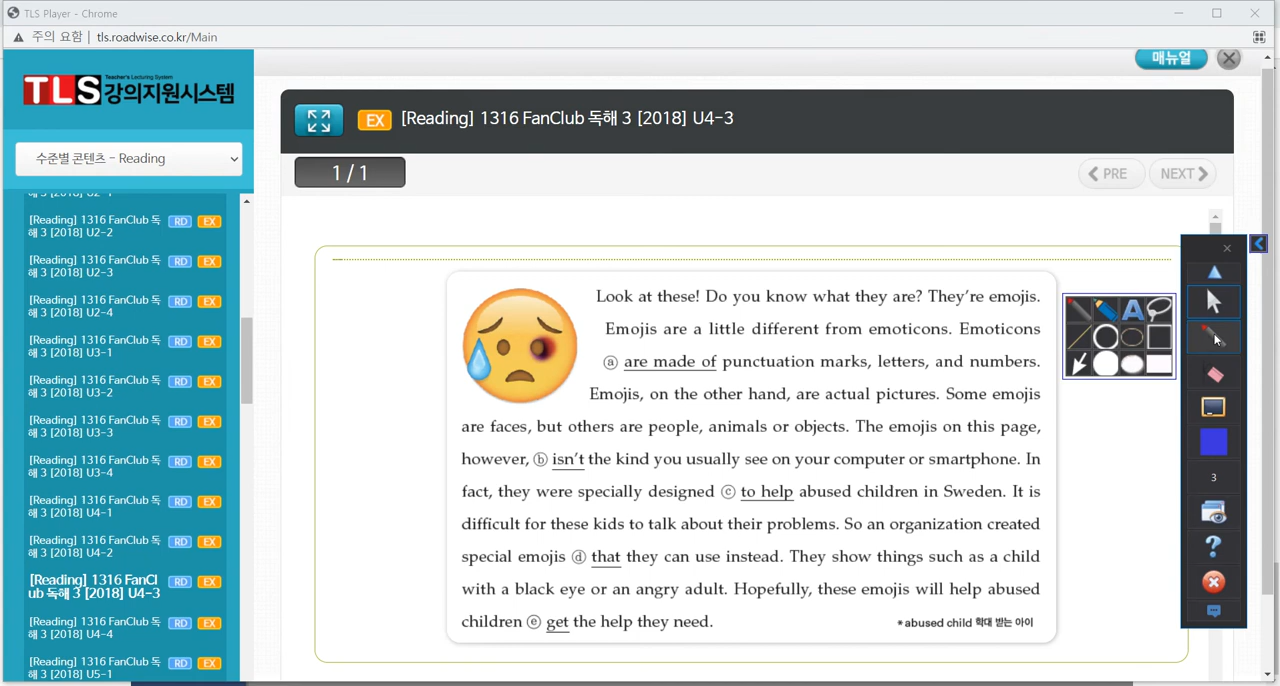 TLS Player - Chrome
주의 요함 | tls.roadwise.co.kr/Main
매뉴얼
Teacher's Lecturing System
TLS 강의지원시스템
수준별 콘텐츠 - Reading
해 3 [2018] U2-1
[Reading] 1316 FanClub 독 RD EX
해 3 [2018] U2-2
[Reading] 1316 FanClub 독 RD EX
해 3 [2018] U2-3
[Reading] 1316 FanClub 독 RD EX
해 3 [2018] U2-4
[Reading] 1316 FanClub 독 RD EX
해 3 [2018] U3-1
[Reading] 1316 FanClub 독 RD EX
해 3 [2018] U3-2
[Reading] 1316 FanClub 독 RD EX
해 3 [2018] U3-3
[Reading] 1316 FanClub 독 RD EX
해 3 [2018] U3-4
[Reading] 1316 FanClub 독 RD EX
해 3 [2018] U4-1
[Reading] 1316 FanClub 독 RD EX
해 3 [2018] U4-2
[Reading] 1316 FanCl RD EX
ub 독해 3 [2018] U4-3
[Reading] 1316 FanClub 독 RD EX
해 3 [2018] U4-4
[Reading] 1316 FanClub 독 RD EX
해 3 [2018] U5-1
EX [Reading] 1316 FanClub 독해 3 [2018] U4-3
1 / 1
PRE
NEXT
Look at these! Do you know what they are? They're emojis.
Emojis are a little different from emoticons. Emoticons
ⓐ are made of punctuation marks, letters, and numbers.
Emojis, on the other hand, are actual pictures. Some emojis
are faces, but others are people, animals or objects. The emojis on this page,
however, ⓑ isn't the kind you usually see on your computer or smartphone. In
fact, they were specially designed ⓒ to help abused children in Sweden. It is
difficult for these kids to talk about their problems. So an organization created
special emojis ⓓ that they can use instead. They show things such as a child
with a black eye or an angry adult. Hopefully, these emojis will help abused
children ⓔ get the help they need.
*abused child 학대 받는 아이
A
3
?